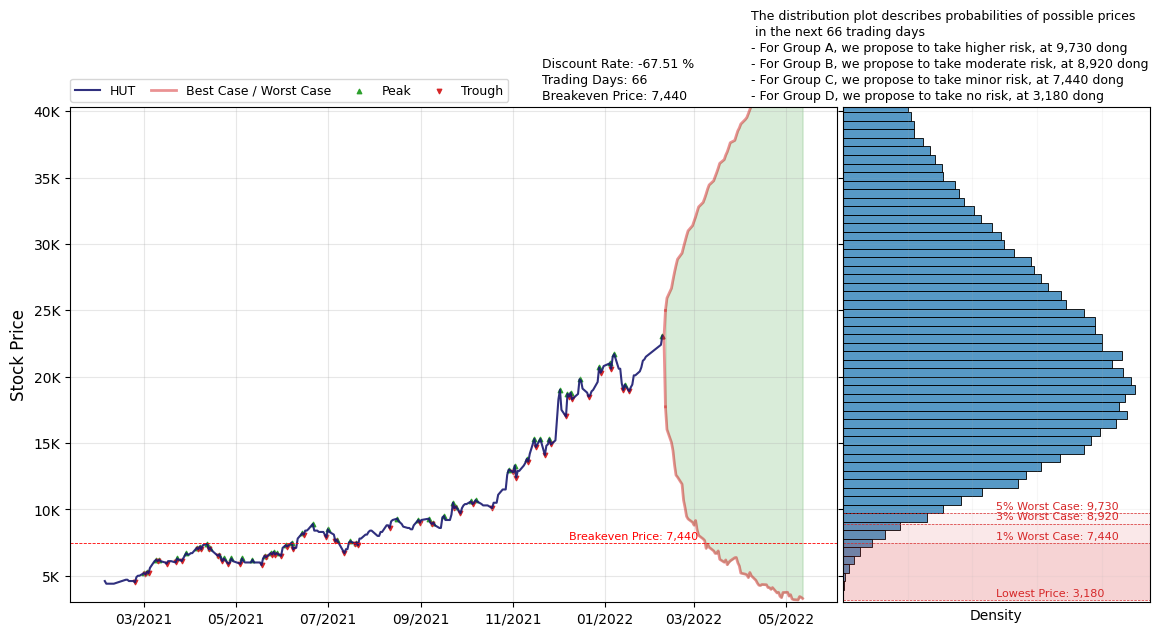 The distribution plot describes probabilities of possible prices
in the next 66 trading days
- For Group A, we propose to take higher risk, at 9,730 dong
- For Group B, we propose to take moderate risk, at 8,920 dong
- For Group C, we propose to take minor risk, at 7,440 dong
- For Group D, we propose to take no risk, at 3,180 dong
Discount Rate: -67.51 %
Trading Days: 66
Breakeven Price: 7,440
HUT
Best Case / Worst Case
Peak
Trough
Stock Price
40K
35K
30K
25K
20K
15K
10K
5K
Breakeven Price: 7,440
03/2021
05/2021
07/2021
09/2021
11/2021
01/2022
03/2022
05/2022
5% Worst Case: 9,730
3% Worst Case: 8,920
1% Worst Case: 7,440
Lowest Price: 3,180
Density